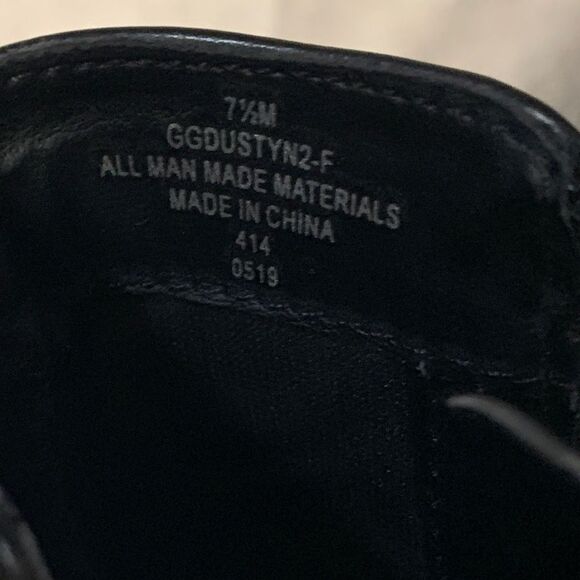 7½M
GGDUSTYN2-F
ALL MAN MADE MATERIALS
MADE IN CHINA
414
0519